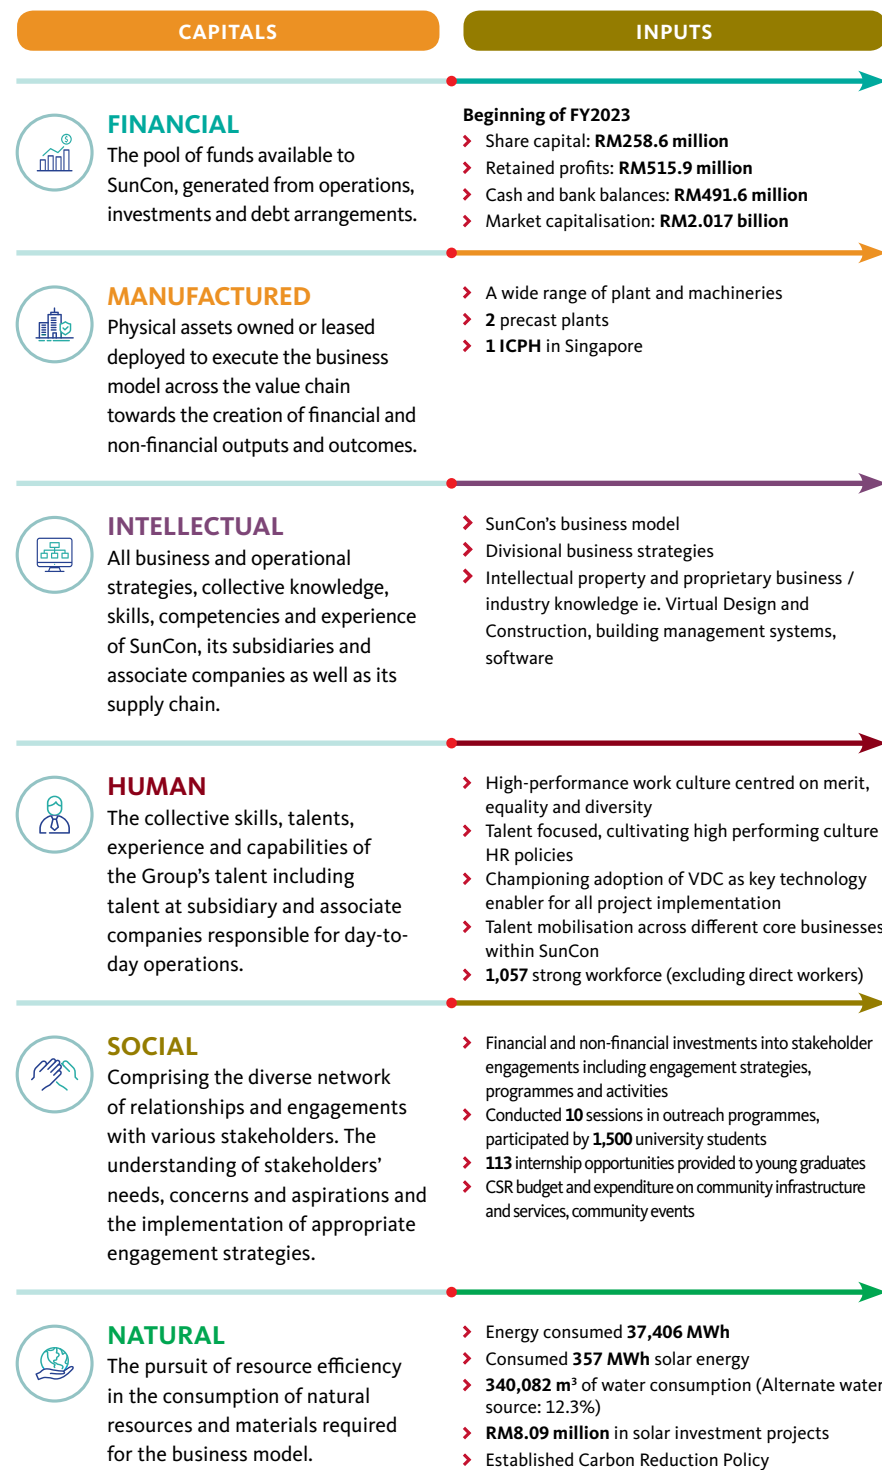 CAPITALS
INPUTS
FINANCIAL
The pool of funds available to
SunCon, generated from operations,
investments and debt arrangements.
Beginning of FY2023
Share capital: RM258.6 million
Retained profits: RM515.9 million
Cash and bank balances: RM491.6 million
Market capitalisation: RM2.017 billion
MANUFACTURED
Physical assets owned or leased
deployed to execute the business
model across the value chain
towards the creation of financial and
non-financial outputs and outcomes.
A wide range of plant and machineries
2 precast plants
1 ICPH in Singapore
INTELLECTUAL
All business and operational
strategies, collective knowledge,
skills, competencies and experience
of SunCon, its subsidiaries and
associate companies as well as its
supply chain.
SunCon's business model
Divisional business strategies
Intellectual property and proprietary business /
industry knowledge ie. Virtual Design and
Construction, building management systems,
software
HUMAN
The collective skills, talents,
experience and capabilities of
the Group's talent including
talent at subsidiary and associate
companies responsible for day-to-
day operations.
High-performance work culture centred on merit,
equality and diversity
Talent focused, cultivating high performing culture
HR policies
Championing adoption of VDC as key technology
enabler for all project implementation
Talent mobilisation across different core businesses
within SunCon
1,057 strong workforce (excluding direct workers)
SOCIAL
Comprising the diverse network
of relationships and engagements
with various stakeholders. The
understanding of stakeholders'
needs, concerns and aspirations and
the implementation of appropriate
engagement strategies.
Financial and non-financial investments into stakeholder
engagements including engagement strategies,
programmes and activities
Conducted 10 sessions in outreach programmes,
participated by 1,500 university students
113 internship opportunities provided to young graduates
CSR budget and expenditure on community infrastructure
and services, community events
NATURAL
The pursuit of resource efficiency
in the consumption of natural
resources and materials required
for the business model.
Energy consumed 37,406 MWh
Consumed 357 MWh solar energy
340,082 m³ of water consumption (Alternate water
source: 12.3%)
RM8.09 million in solar investment projects
Established Carbon Reduction Policy